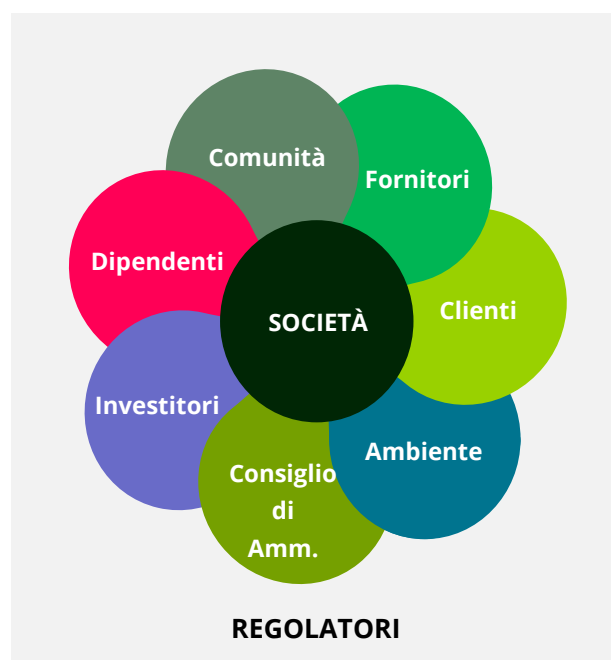 Comunità
Fornitori
Dipendenti
Clienti
SOCIETÀ
Investitori
Ambiente
Consiglio
di
Amm.
REGOLATORI